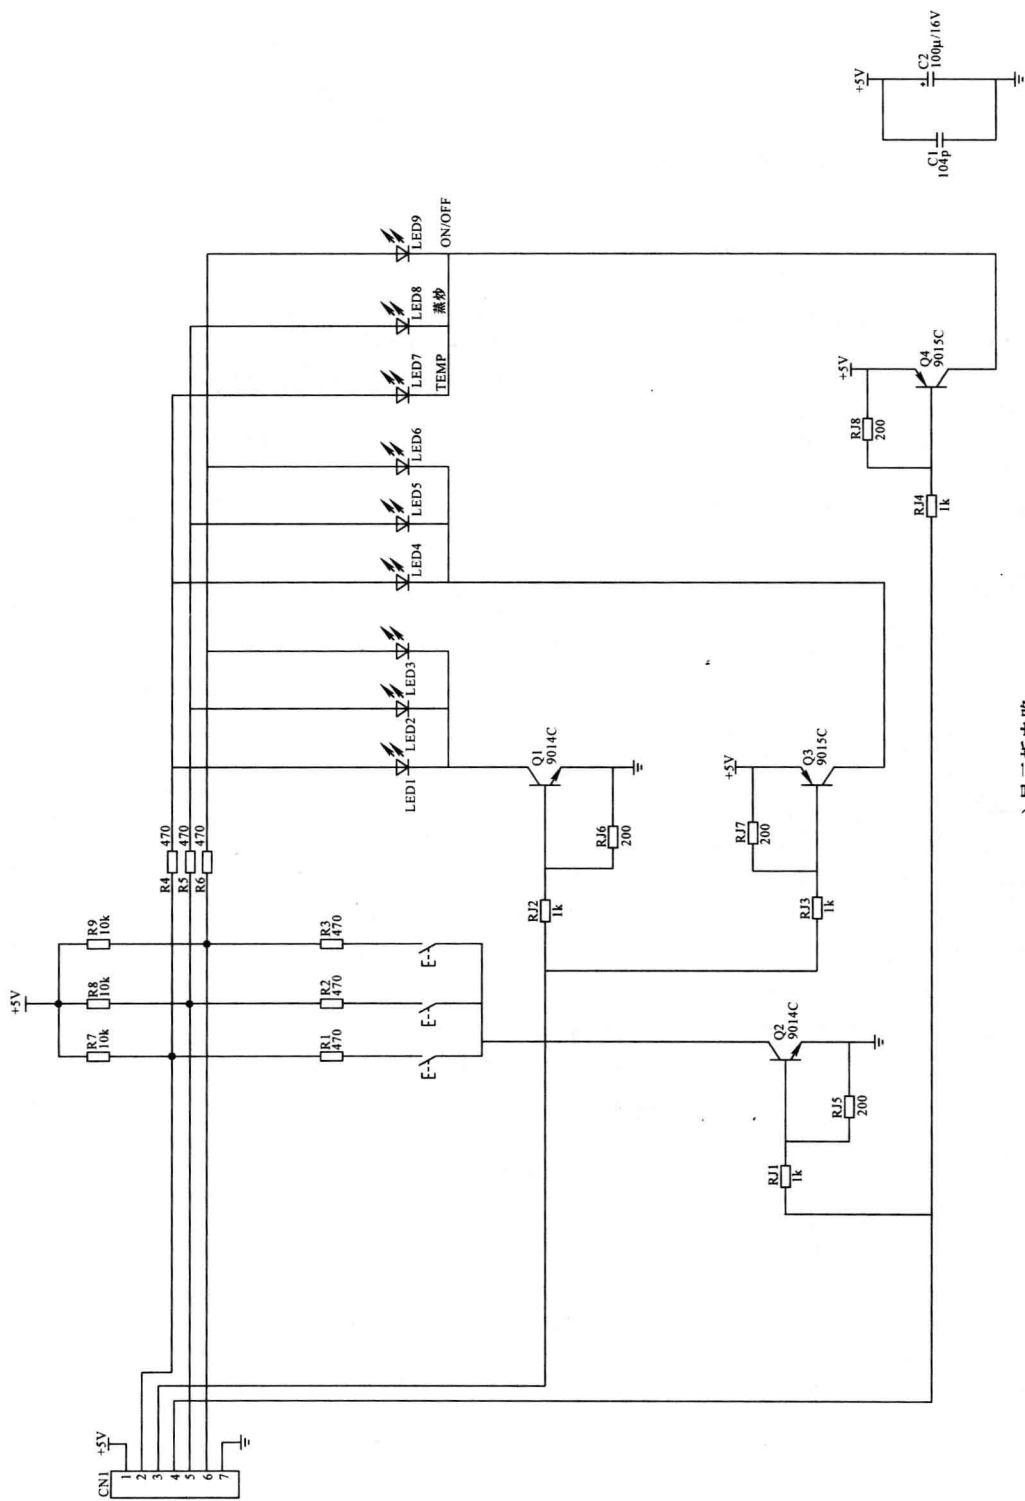 +5V
C2
100μ/16V
C1
104p
LED9
ON/OFF
LED8
蒸炒
LED7
TEMP
LED6
LED5
LED4
LED3
LED2
LED1
Q4
9015C
+5V
RJ8
200
RJ4
1k
R4
470
R5
470
R6
470
Q1
9014C
RJ6
200
RJ2
1k
+5V
Q3
9015C
RJ7
200
RJ3
1k
+5V
R9
10k
R8
10k
R7
10k
R3
470
R2
470
R1
470
Q2
9014C
RJ5
200
RJ1
1k
+5V
CN1
1
2
3
4
5
6
7